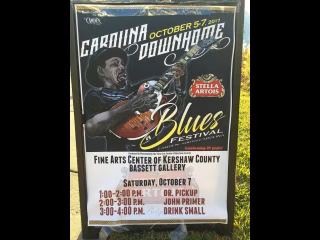 OCTOBER 5-7, 2017
CAROLINA
DOWNHOME
STELLA
ARTOIS
Blues
FESTIVAL
FINE ARTS CENTER OF KERSHAW COUNTY
BASSETT GALLERY
SATURDAY, OCTOBER 7
1:00-2:00 P.M. DR. PICKUP
2:00-3:00 P.M. JOHN PRIMER
3:00-4:00 P.M. DRINK SMALL